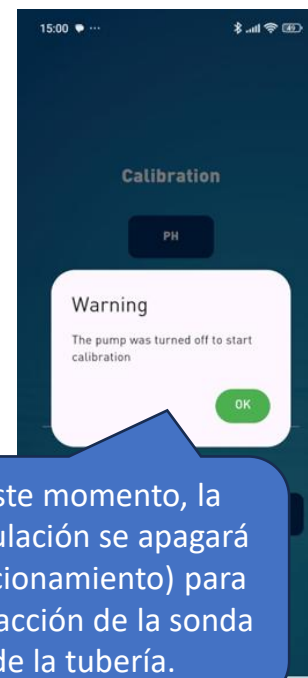 15:00
Calibration
PH
Warning
The pump was turned off to start
calibration
OK
ste momento, la
ulación se apagará
cionamiento) para
acción de la sonda
de la tubería.